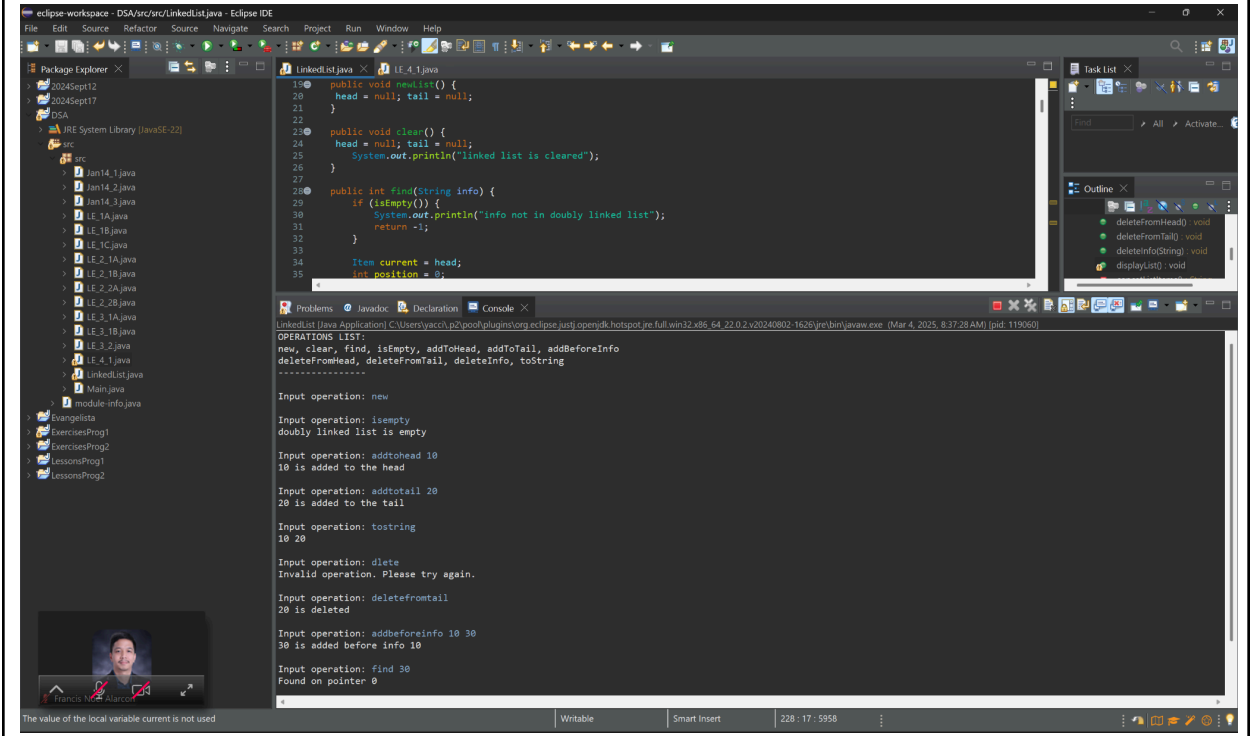 eclipse-workspace - DSA/src/src/LinkedList.java - Eclipse IDE
File Edit Source Refactor Source Navigate Search Project Run Window Help
Package Explorer
2024Sept12
2024Sept17
DSA
JRE System Library [JavaSE-22]
src
src
Jan14_1.java
Jan14_2.java
Jan14_3.java
LE_1A.java
LE_1B.java
LE_1C.java
LE_2_1A.java
LE_2_1B.java
LE_2_2A.java
LE_2_2B.java
LE_3_1A.java
LE_3_1B.java
LE_3_2.java
LE_4_1.java
LinkedList.java
Main.java
module-info.java
Evangelista
ExercisesProg1
ExercisesProg2
LessonsProg1
LessonsProg2
LinkedList.java LE_4_1.java
19 public void newList() {
20 head = null; tail = null;
21 }
22
23 public void clear() {
24 head = null; tail = null;
25 System.out.println("linked list is cleared");
26 }
27
28 public int find(String info) {
29 if (isEmpty()) {
30 System.out.println("info not in doubly linked list");
31 return -1;
32 }
33
34 Item current = head;
35 int position = 0;
Task List
Find All Activate...
Outline
deleteFromHead() : void
deleteFromTail() : void
deleteInfo(String) : void
displayList() : void
Problems Javadoc Declaration Console
LinkedList [Java Application] C:\Users\yacci\.p2\pool\plugins\org.eclipse.justj.openjdk.hotspot.jre.full.win32.x86_64_22.0.2.v20240802-1626\jre\bin\javaw.exe (Mar 4, 2025, 8:37:28 AM) [pid: 119060]
OPERATIONS LIST:
new, clear, find, isEmpty, addToHead, addToTail, addBeforeInfo
deleteFromHead, deleteFromTail, deleteInfo, toString
----------------
Input operation: new
Input operation: isempty
doubly linked list is empty
Input operation: addtohead 10
10 is added to the head
Input operation: addtotail 20
20 is added to the tail
Input operation: tostring
10 20
Input operation: dlete
Invalid operation. Please try again.
Input operation: deletefromtail
20 is deleted
Input operation: addbeforeinfo 10 30
30 is added before info 10
Input operation: find 30
Found on pointer 0
Francis Alarcon
The value of the local variable current is not used
Writable
Smart Insert
228 : 17 : 5958